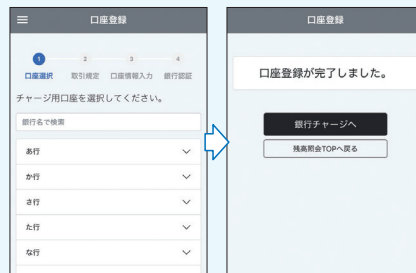 口座登録
1 2 3 4
口座選択 取引規定 口座情報入力 銀行認証
チャージ用口座を選択してください。
銀行名で検索
あ行
か行
さ行
た行
な行
口座登録
口座登録が完了しました。
銀行チャージへ
残高照会TOPへ戻る